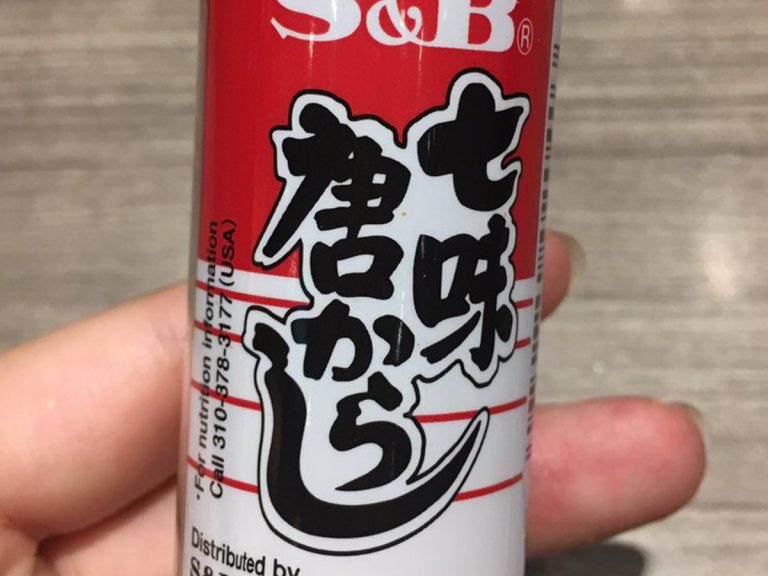 S&B®
七味
唐からし
*For nutrition information
Call 310-378-3177 (USA)
Distributed by
S&B